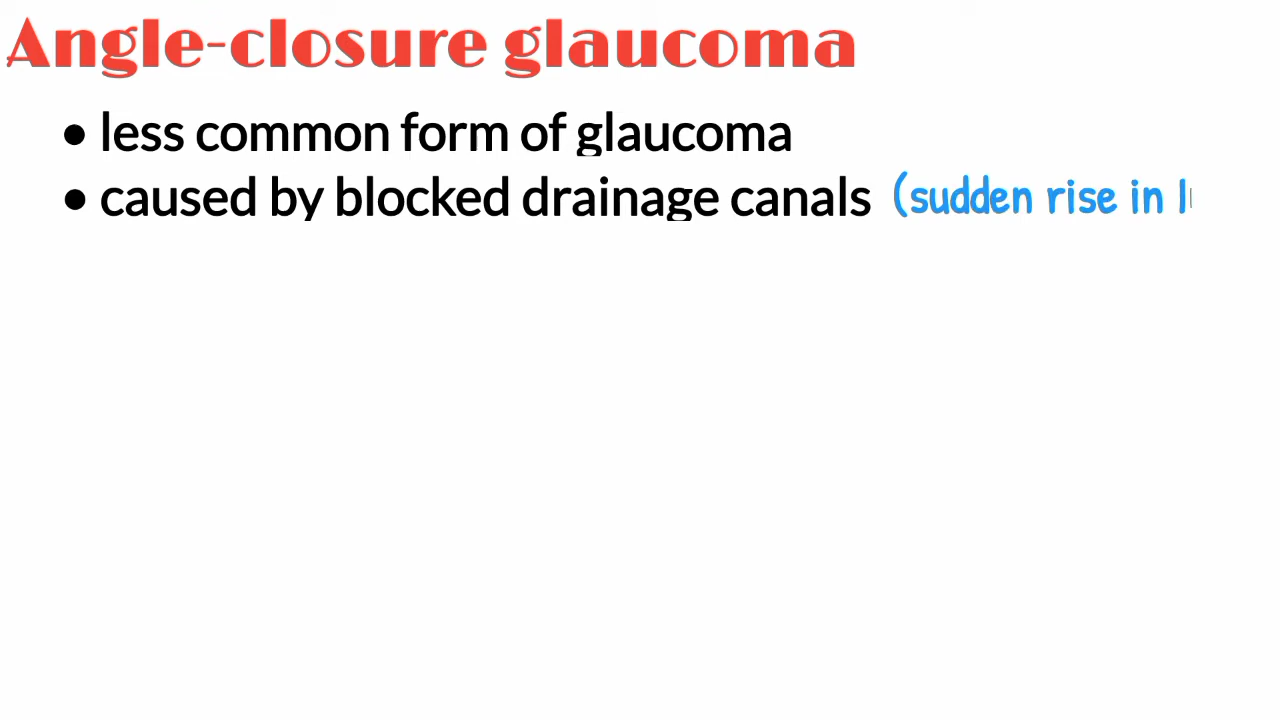 Angle-closure glaucoma
• less common form of glaucoma
• caused by blocked drainage canals (sudden rise in